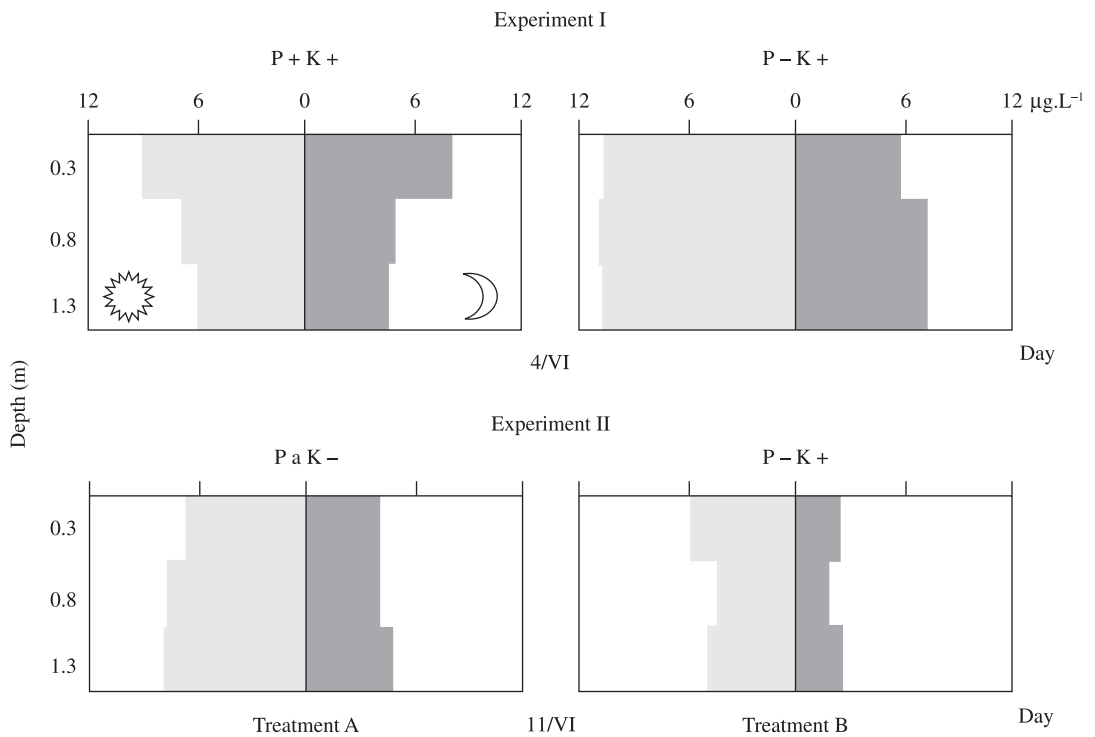 Experiment I
P + K +
P – K +
12 6 0 6 12
12 6 0 6 12 µg.L–1
0.3
0.8
1.3
4/VI
Day
Depth (m)
Experiment II
P a K –
P – K +
0.3
0.8
1.3
Treatment A
11/VI
Treatment B
Day